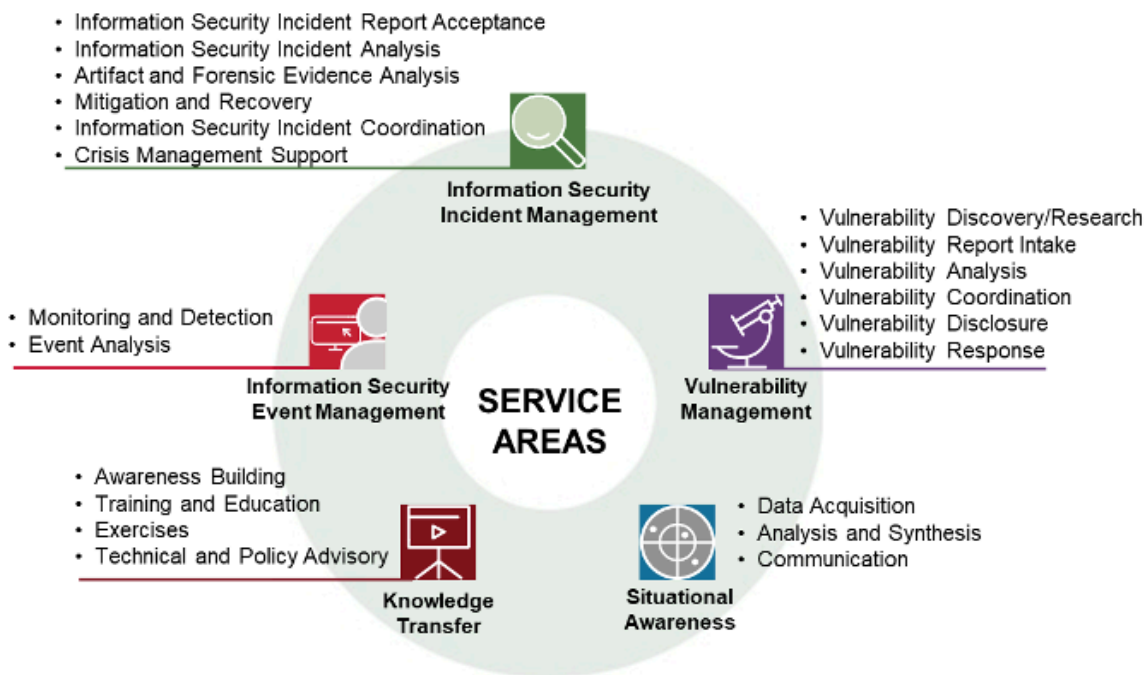 • Information Security Incident Report Acceptance
• Information Security Incident Analysis
• Artifact and Forensic Evidence Analysis
• Mitigation and Recovery
• Information Security Incident Coordination
• Crisis Management Support
Information Security
Incident Management
• Vulnerability Discovery/Research
• Vulnerability Report Intake
• Vulnerability Analysis
• Vulnerability Coordination
• Vulnerability Disclosure
• Vulnerability Response
Vulnerability
Management
• Monitoring and Detection
• Event Analysis
Information Security
Event Management
SERVICE
AREAS
• Awareness Building
• Training and Education
• Exercises
• Technical and Policy Advisory
Knowledge
Transfer
• Data Acquisition
• Analysis and Synthesis
• Communication
Situational
Awareness